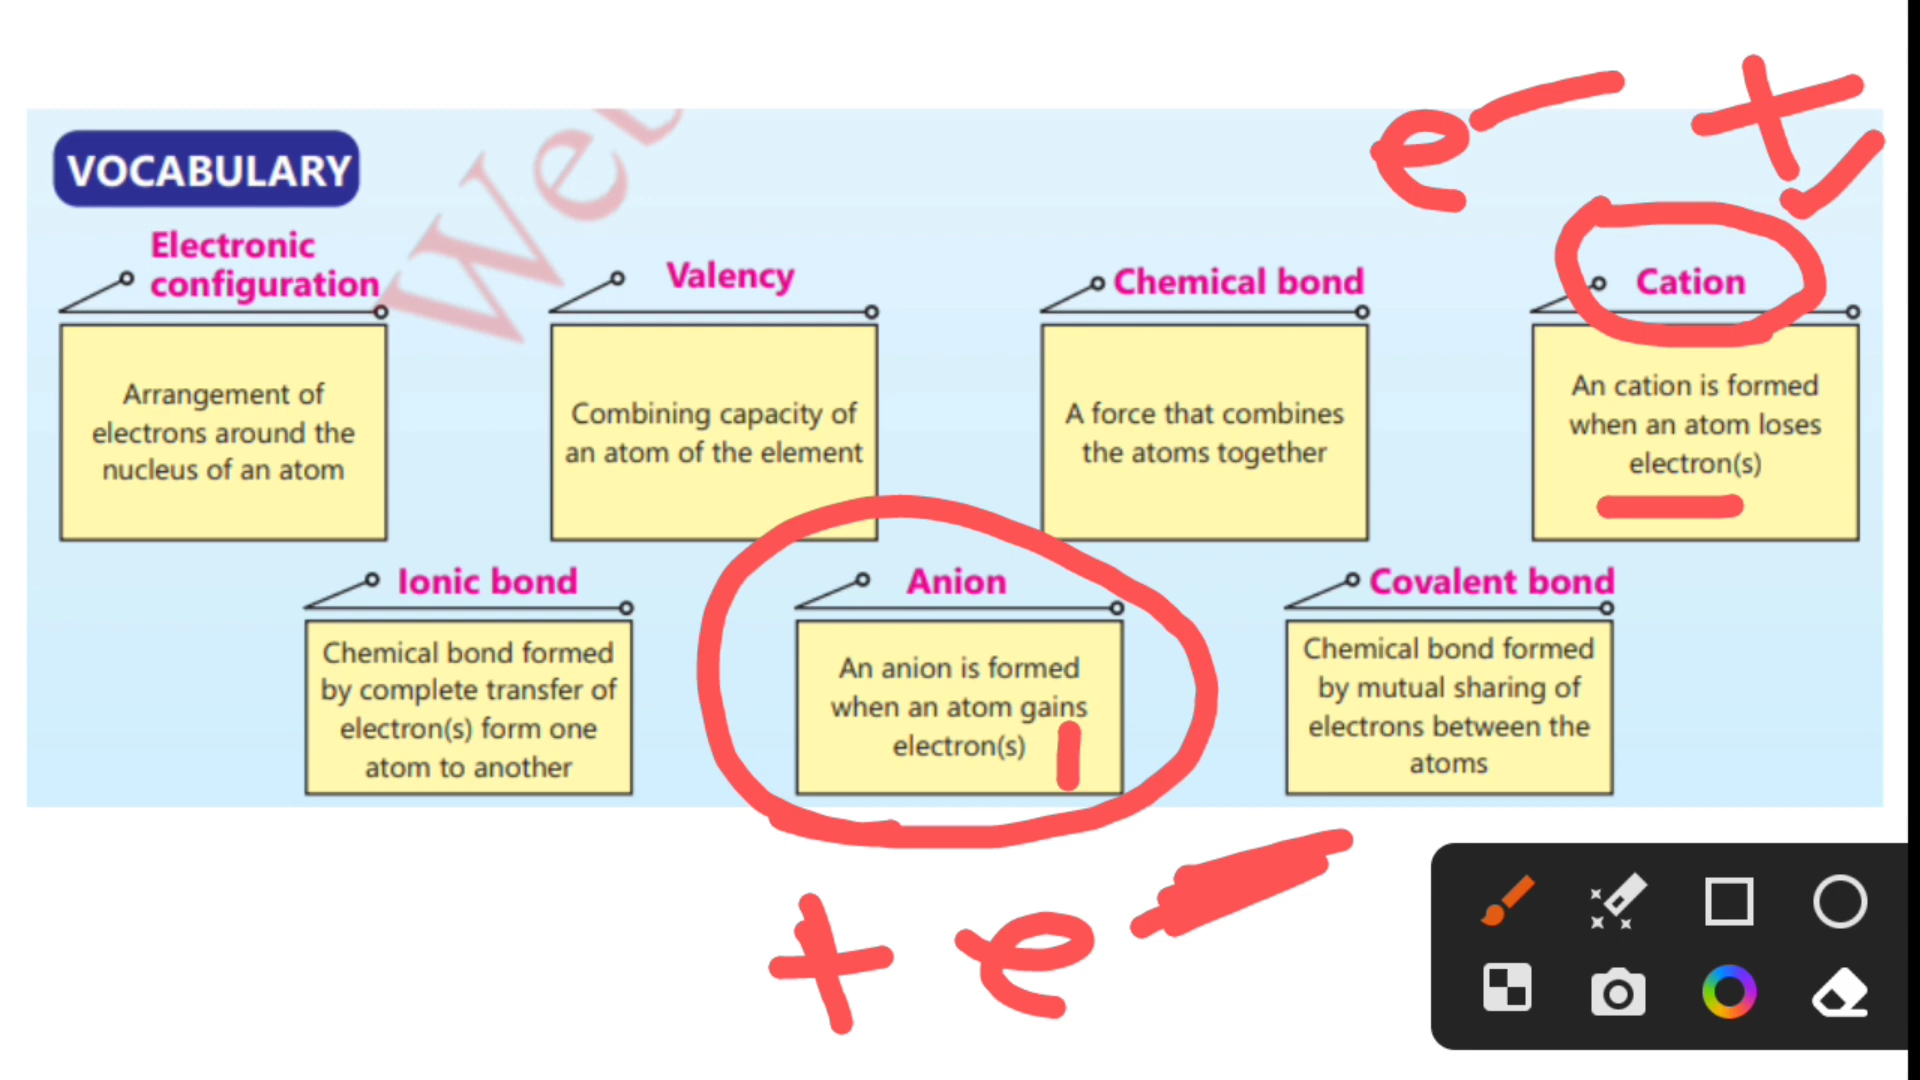 e⁻ +
VOCABULARY
Electronic
configuration
Arrangement of
electrons around the
nucleus of an atom
Valency
Combining capacity of
an atom of the element
Chemical bond
A force that combines
the atoms together
Cation
An cation is formed
when an atom loses
electron(s)
Ionic bond
Chemical bond formed
by complete transfer of
electron(s) form one
atom to another
Anion
An anion is formed
when an atom gains
electron(s)
Covalent bond
Chemical bond formed
by mutual sharing of
electrons between the
atoms
+ e⁻